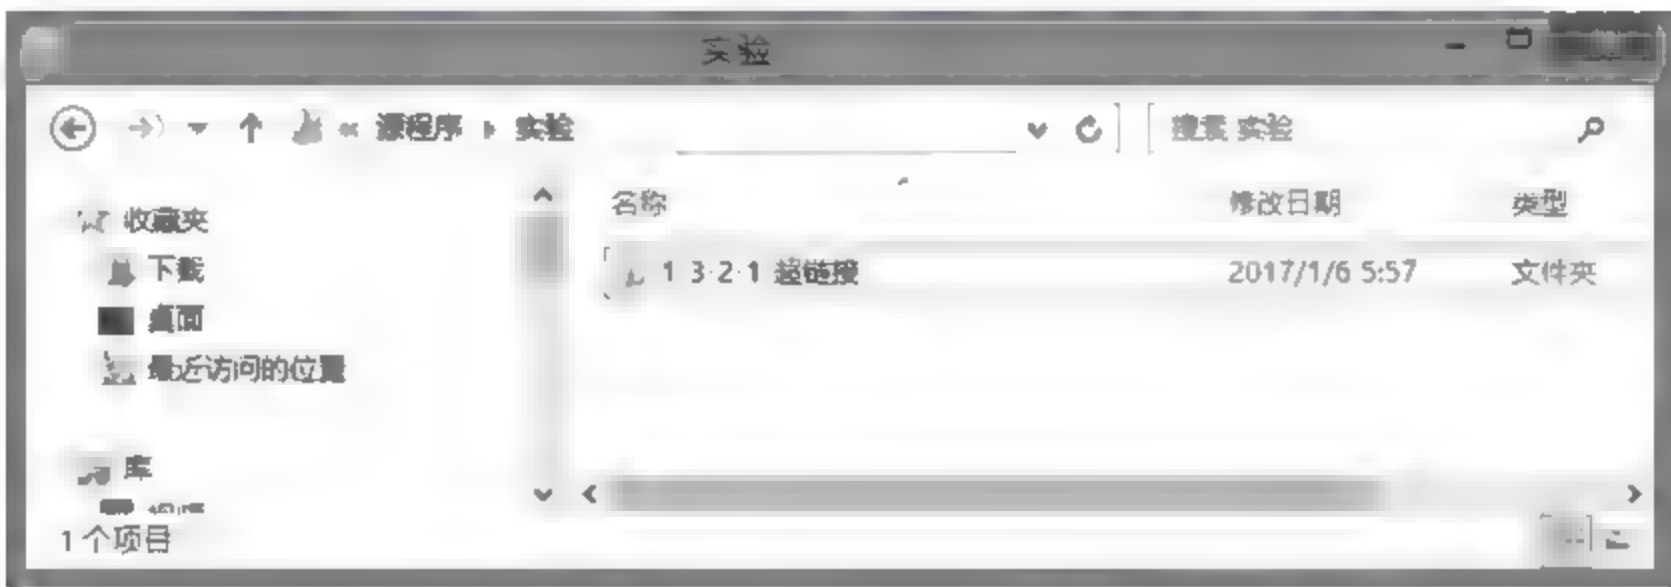 实验
« 源程序 ▸ 实验
搜索 实验
收藏夹
下载
桌面
最近访问的位置
库
视频
名称 修改日期 类型
1·3·2·1 超链接 2017/1/6 5:57 文件夹
1 个项目